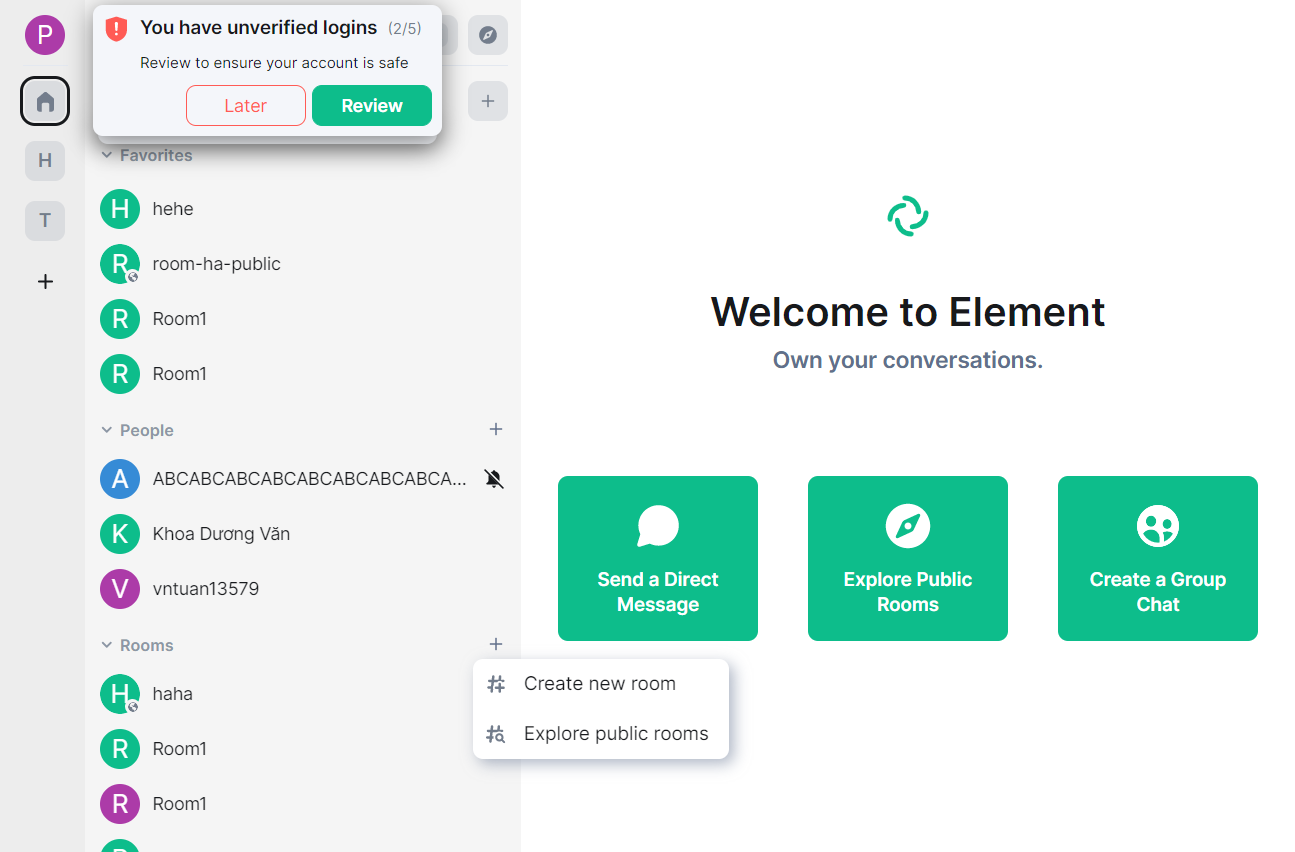 P
You have unverified logins (2/5)
Review to ensure your account is safe
Later
Review
H
T
Favorites
H hehe
R room-ha-public
R Room1
R Room1
People
A ABCABCABCABCABCABCABCABCA...
K Khoa Dương Văn
V vntuan13579
Rooms
H haha
R Room1
R Room1
Create new room
Explore public rooms
Welcome to Element
Own your conversations.
Send a Direct
Message
Explore Public
Rooms
Create a Group
Chat